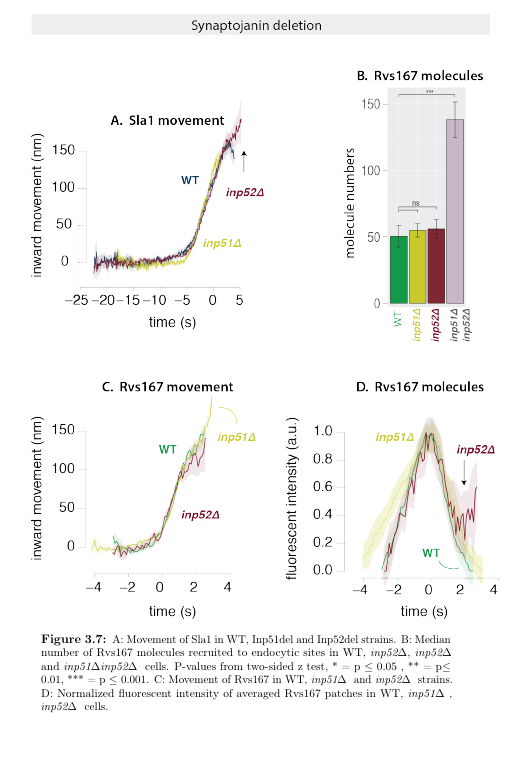 Synaptojanin deletion
B. Rvs167 molecules
A. Sla1 movement
inward movement (nm)
150
100
50
0
WT
inp52Δ
inp51Δ
−25 −20 −15 −10 −5 0 5
time (s)
molecule numbers
150
100
50
0
***
ns
WT
inp51Δ
inp52Δ
inp51Δ
inp52Δ
C. Rvs167 movement
inward movement (nm)
150
100
50
0
WT
inp51Δ
inp52Δ
−4 −2 0 2 4
time (s)
D. Rvs167 molecules
fluorescent intensity (a.u.)
1.0
0.8
0.6
0.4
0.2
0.0
inp51Δ
inp52Δ
WT
−4 −2 0 2 4
time (s)
Figure 3.7: A: Movement of Sla1 in WT, Inp51del and Inp52del strains. B: Median
number of Rvs167 molecules recruited to endocytic sites in WT, inp52Δ, inp52Δ
and inp51Δinp52Δ cells. P-values from two-sided z test, * = p ≤ 0.05 , ** = p≤
0.01, *** = p ≤ 0.001. C: Movement of Rvs167 in WT, inp51Δ and inp52Δ strains.
D: Normalized fluorescent intensity of averaged Rvs167 patches in WT, inp51Δ ,
inp52Δ cells.